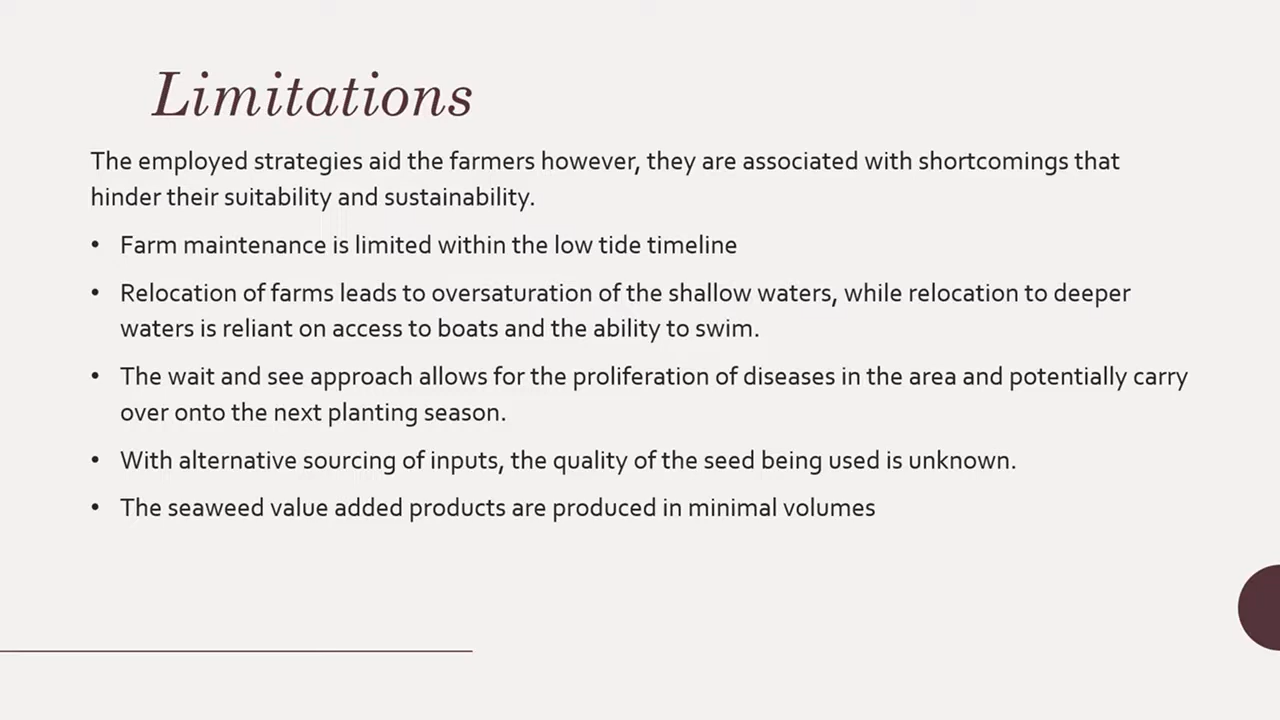 Limitations
The employed strategies aid the farmers however, they are associated with shortcomings that
hinder their suitability and sustainability.
• Farm maintenance is limited within the low tide timeline
• Relocation of farms leads to oversaturation of the shallow waters, while relocation to deeper
waters is reliant on access to boats and the ability to swim.
• The wait and see approach allows for the proliferation of diseases in the area and potentially carry
over onto the next planting season.
• With alternative sourcing of inputs, the quality of the seed being used is unknown.
• The seaweed value added products are produced in minimal volumes